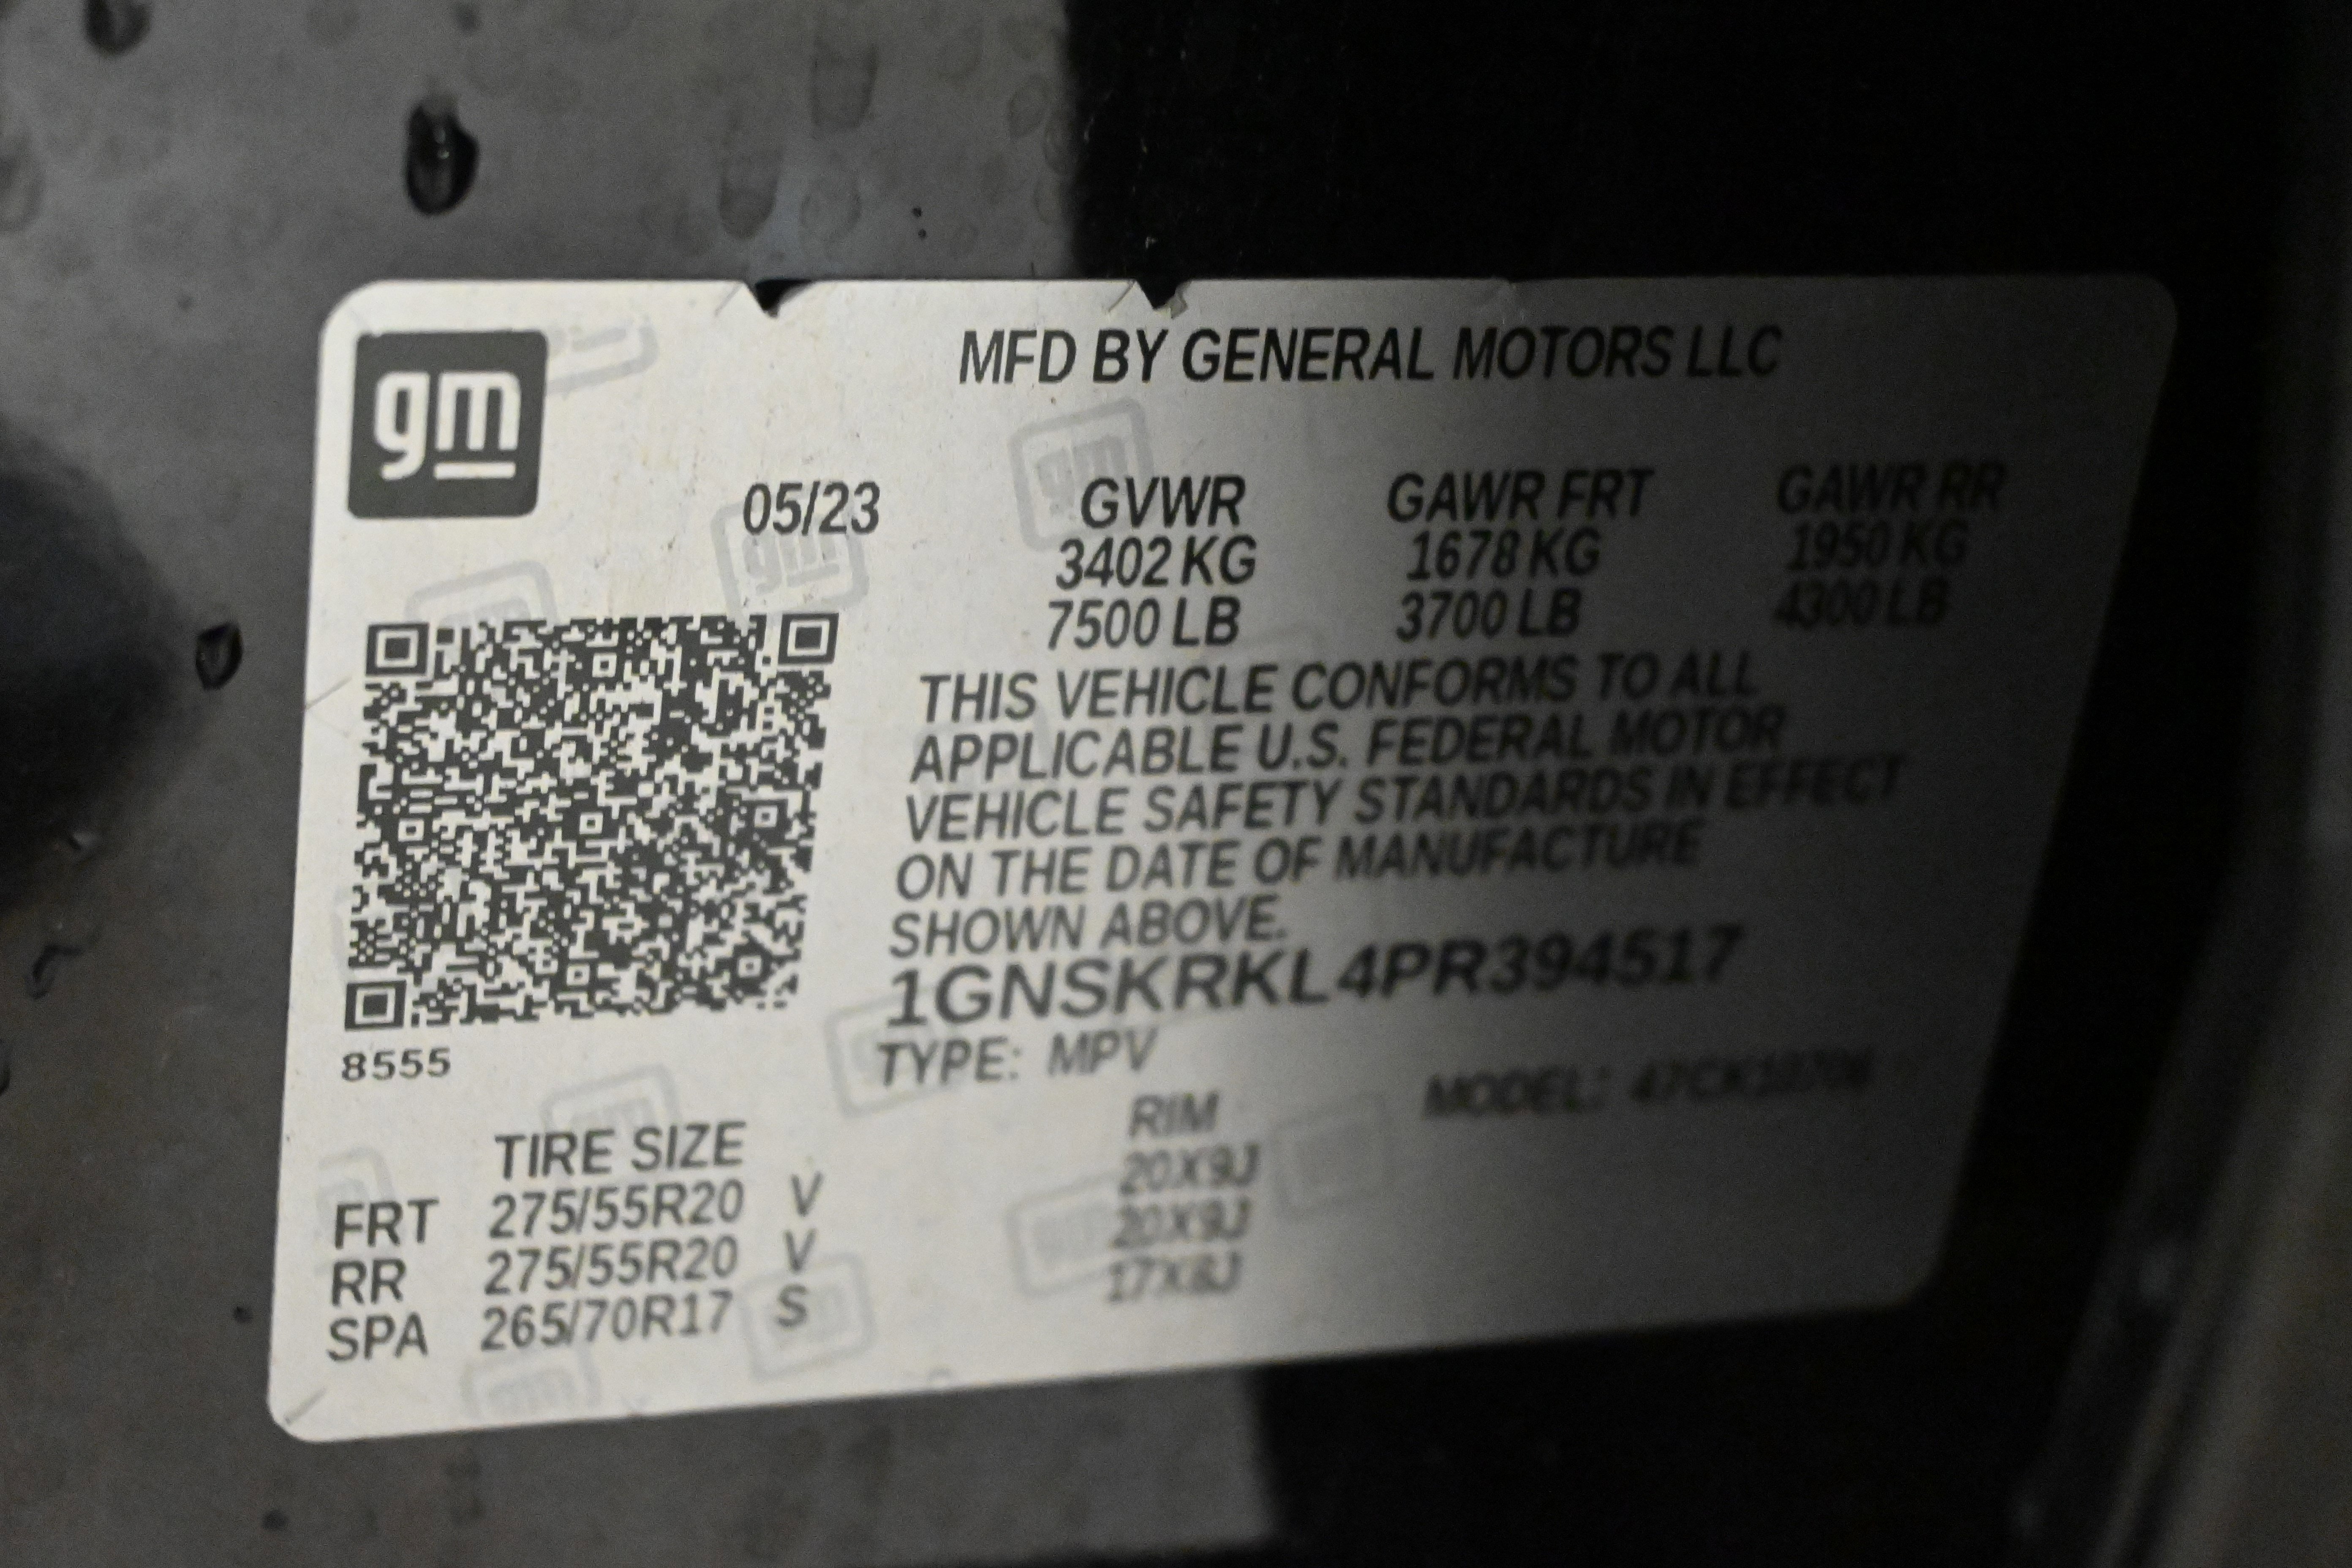 gm
MFD BY GENERAL MOTORS LLC
05/23 GVWR GAWR FRT GAWR RR
3402 KG 1678 KG 1950 KG
7500 LB 3700 LB 4300 LB
THIS VEHICLE CONFORMS TO ALL
APPLICABLE U.S. FEDERAL MOTOR
VEHICLE SAFETY STANDARDS IN EFFECT
ON THE DATE OF MANUFACTURE
SHOWN ABOVE.
1GNSKRKL4PR394517
8555
TYPE: MPV MODEL:
TIRE SIZE RIM
FRT 275/55R20 V 20X9J
RR 275/55R20 V 20X9J
SPA 265/70R17 S 17X8J